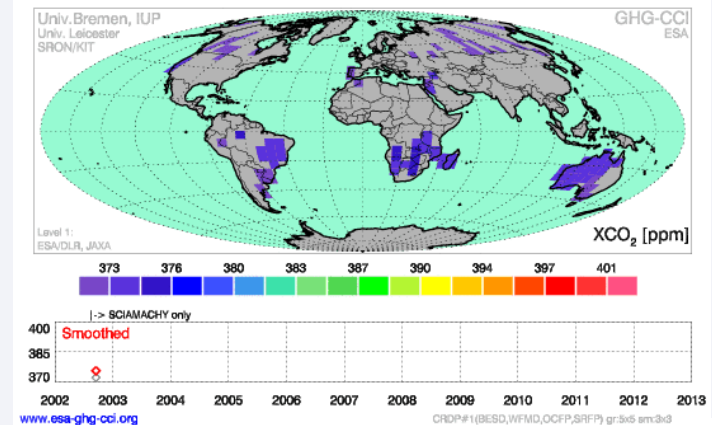 Univ.Bremen, IUP
Univ. Leicester
SRON/KIT
GHG-CCI
ESA
Level 1:
ESA/DLR, JAXA
XCO₂ [ppm]
373 376 380 383 387 390 394 397 401
|-> SCIAMACHY only
400
Smoothed
385
370
2002 2003 2004 2005 2006 2007 2008 2009 2010 2011 2012 2013
www.esa-ghg-cci.org
CRDP#1(BESD,WFMD,OCFP,SRFP) gr:5x5 sm:3x3